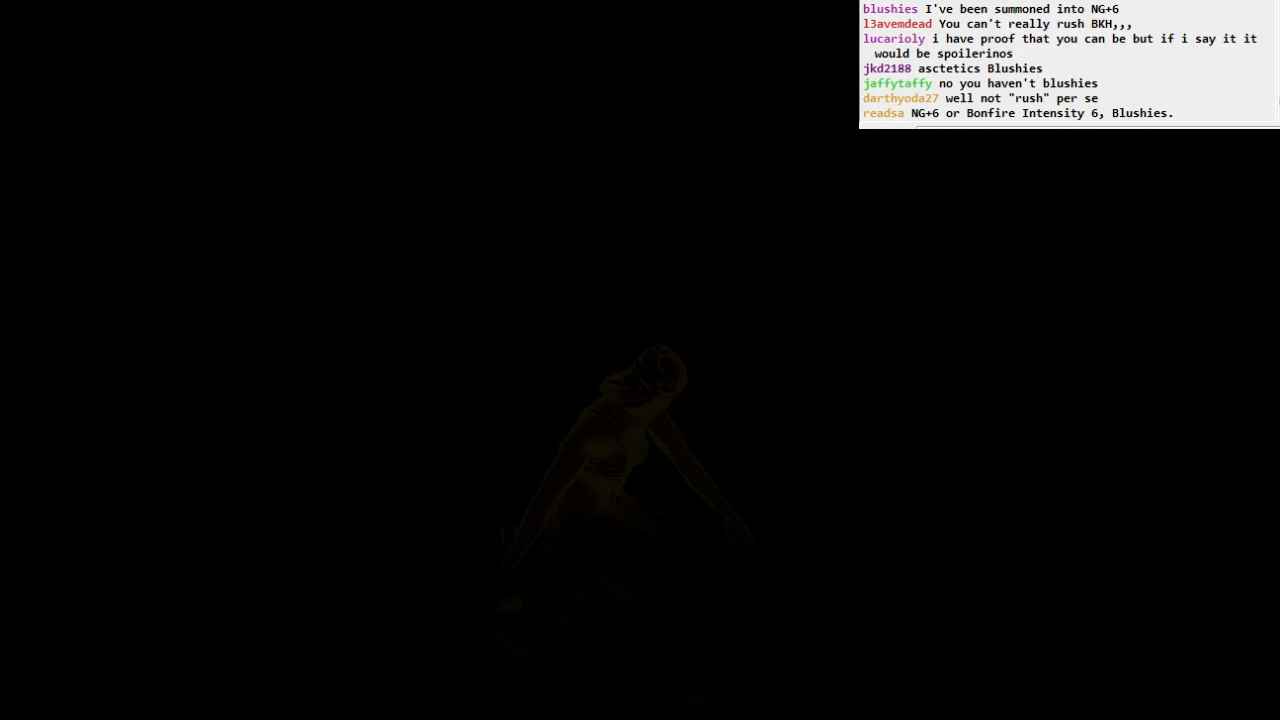 blushies I've been summoned into NG+6
l3avemdead You can't really rush BKH,,,
lucarioly i have proof that you can be but if i say it it
would be spoilerinos
jkd2188 asctetics Blushies
jaffytaffy no you haven't blushies
darthyoda27 well not "rush" per se
readsa NG+6 or Bonfire Intensity 6, Blushies.